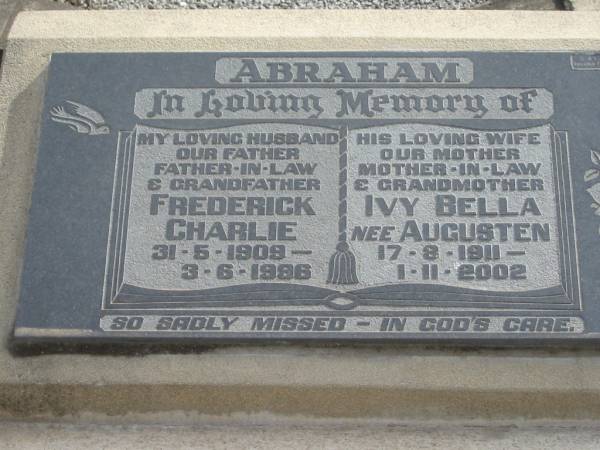 ABRAHAM
In Loving Memory of
MY LOVING HUSBAND
OUR FATHER
FATHER-IN-LAW
& GRANDFATHER
FREDERICK
CHARLIE
31-5-1909 —
3-6-1996
HIS LOVING WIFE
OUR MOTHER
MOTHER-IN-LAW
& GRANDMOTHER
IVY BELLA
NEE AUGUSTEN
17-8-1911 —
1-11-2002
SO SADLY MISSED - IN GOD'S CARE.